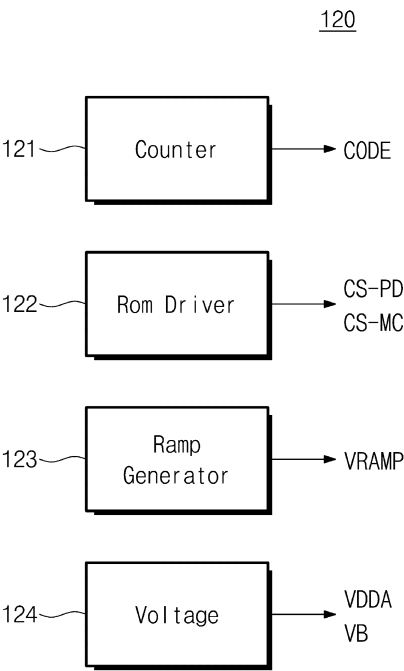 120
121
Counter
CODE
122
Rom Driver
CS-PD
CS-MC
123
Ramp
Generator
VRAMP
124
Voltage
VDDA
VB